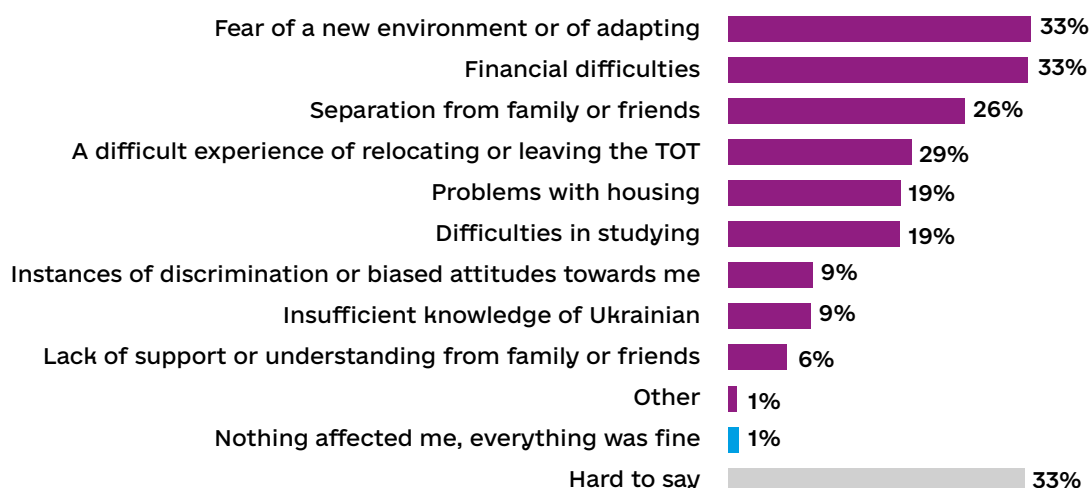 Fear of a new environment or of adapting 33%
Financial difficulties 33%
Separation from family or friends 26%
A difficult experience of relocating or leaving the TOT 29%
Problems with housing 19%
Difficulties in studying 19%
Instances of discrimination or biased attitudes towards me 9%
Insufficient knowledge of Ukrainian 9%
Lack of support or understanding from family or friends 6%
Other 1%
Nothing affected me, everything was fine 1%
Hard to say 33%